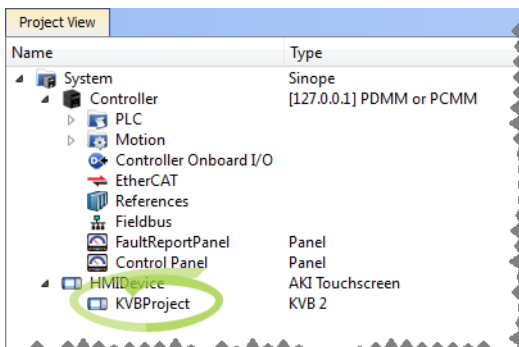 Project View
Name Type
System Sinope
Controller [127.0.0.1] PDMM or PCMM
PLC
Motion
Controller Onboard I/O
EtherCAT
References
Fieldbus
FaultReportPanel Panel
Control Panel Panel
HMIDevice AKI Touchscreen
KVBProject KVB 2